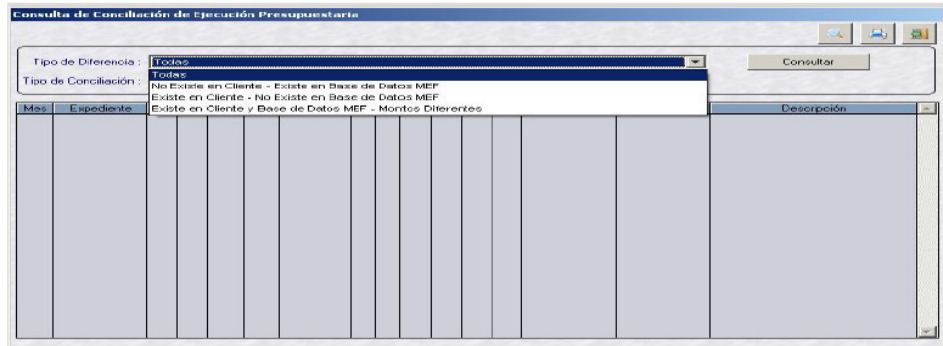 Consulta de Conciliación de Ejecución Presupuestaria
Tipo de Diferencia : Todas
Consultar
Todas
Tipo de Conciliación :
No Existe en Cliente - Existe en Base de Datos MEF
Existe en Cliente - No Existe en Base de Datos MEF
Existe en Cliente y Base de Datos MEF - Montos Diferentes
Mes Expediente Descripción